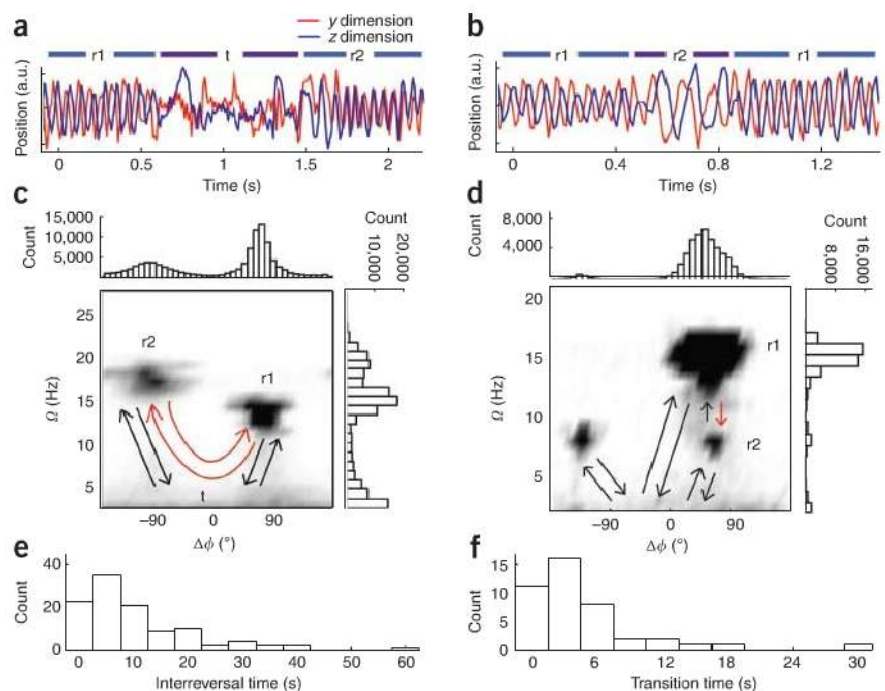 a
y dimension
z dimension
r1 t r2
Position (a.u.)
0 0.5 1 1.5 2
Time (s)
b
r1 r2 r1
Position (a.u.)
0 0.4 0.8 1.2
Time (s)
c
15,000
10,000
5,000
Count
Count
20,000
10,000
25
20
15
10
5
Ω (Hz)
r2
r1
t
−90 0 90
Δϕ (°)
d
8,000
4,000
Count
Count
16,000
8,000
20
15
10
5
Ω (Hz)
r1
r2
−90 0 90
Δϕ (°)
e
40
20
0
Count
0 10 20 30 40 50 60
Interreversal time (s)
f
15
10
5
0
Count
0 6 12 18 24 30
Transition time (s)